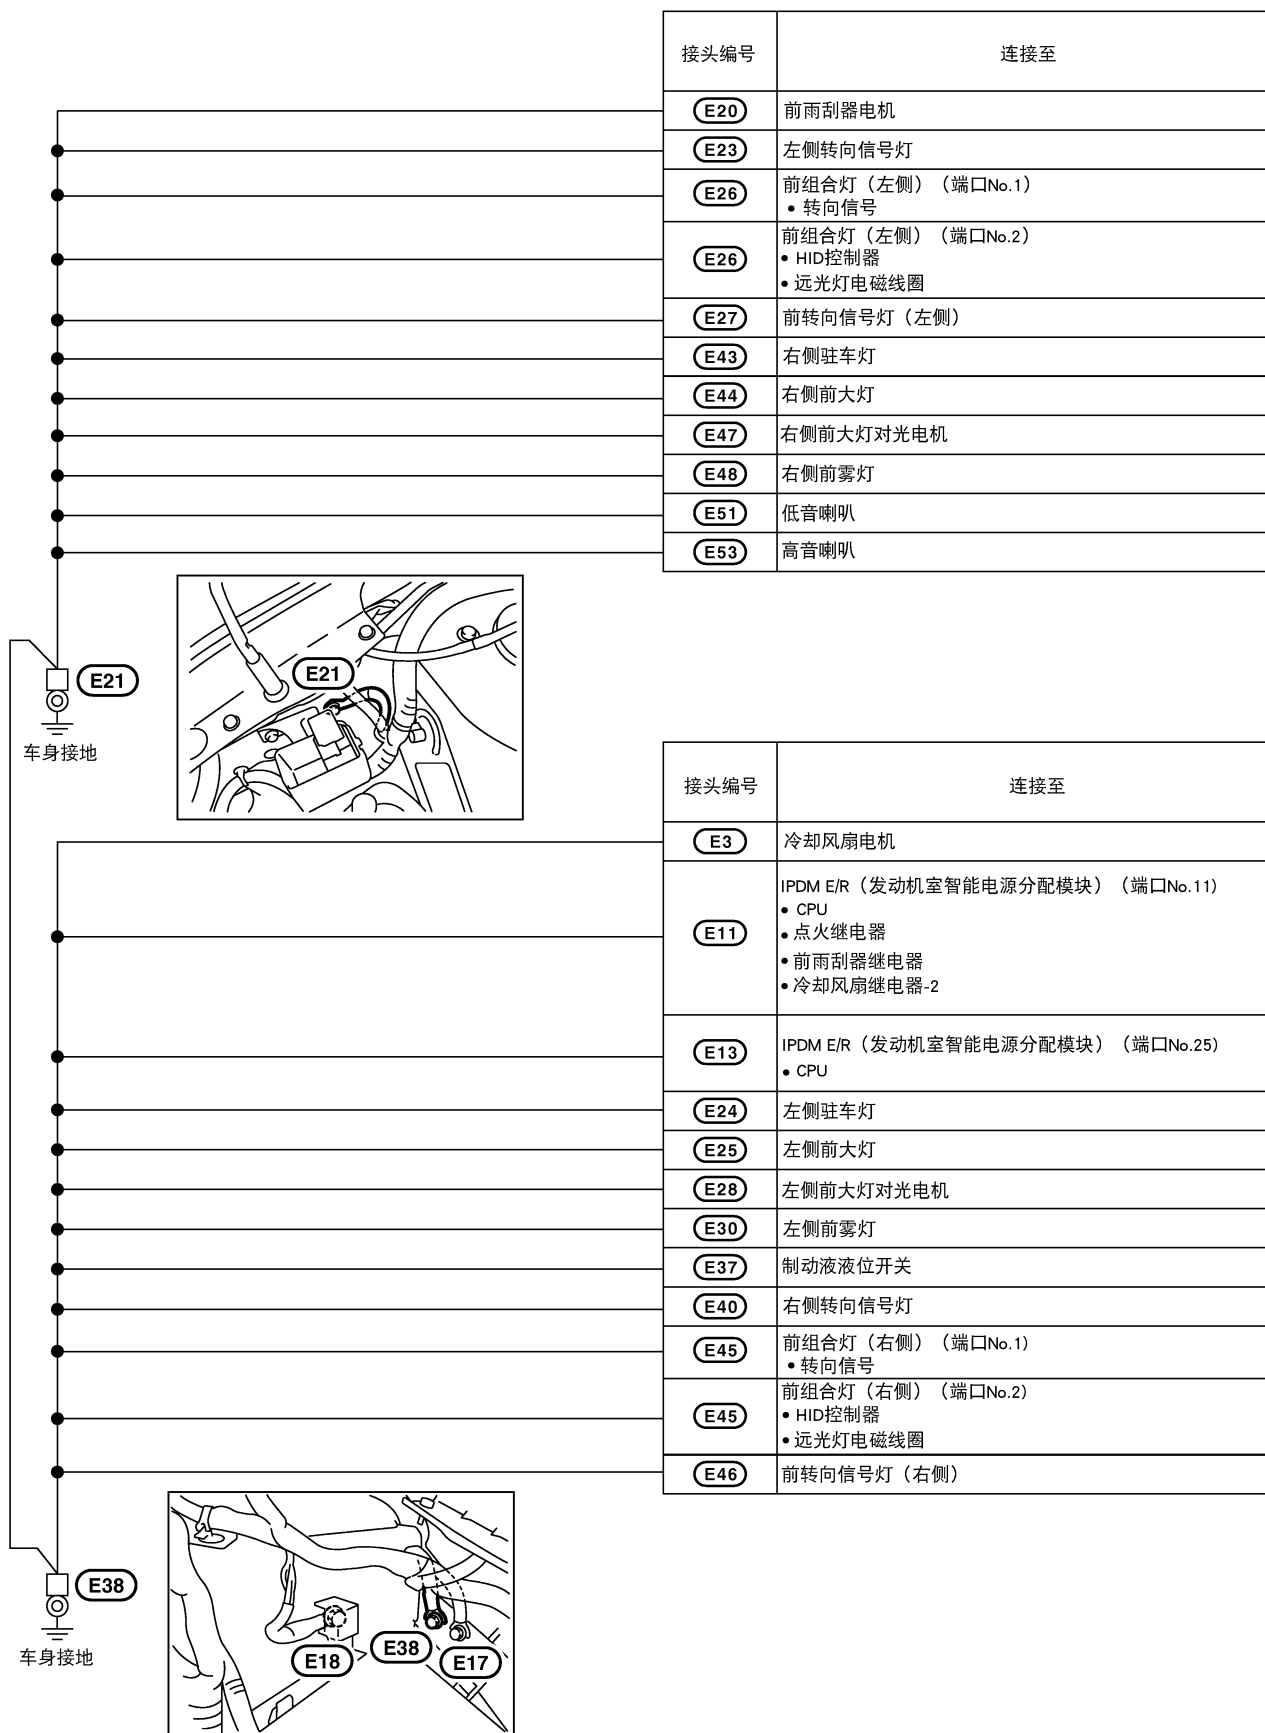 接头编号 连接至
E20 前雨刮器电机
E23 左侧转向信号灯
E26 前组合灯（左侧）（端口No.1）
• 转向信号
E26 前组合灯（左侧）（端口No.2）
• HID控制器
• 远光灯电磁线圈
E27 前转向信号灯（左侧）
E43 右侧驻车灯
E44 右侧前大灯
E47 右侧前大灯对光电机
E48 右侧前雾灯
E51 低音喇叭
E53 高音喇叭
E21
车身接地
E21
接头编号 连接至
E3 冷却风扇电机
E11 IPDM E/R（发动机室智能电源分配模块）（端口No.11）
• CPU
• 点火继电器
• 前雨刮器继电器
• 冷却风扇继电器-2
E13 IPDM E/R（发动机室智能电源分配模块）（端口No.25）
• CPU
E24 左侧驻车灯
E25 左侧前大灯
E28 左侧前大灯对光电机
E30 左侧前雾灯
E37 制动液液位开关
E40 右侧转向信号灯
E45 前组合灯（右侧）（端口No.1）
• 转向信号
E45 前组合灯（右侧）（端口No.2）
• HID控制器
• 远光灯电磁线圈
E46 前转向信号灯（右侧）
E38
车身接地
E18 E38 E17